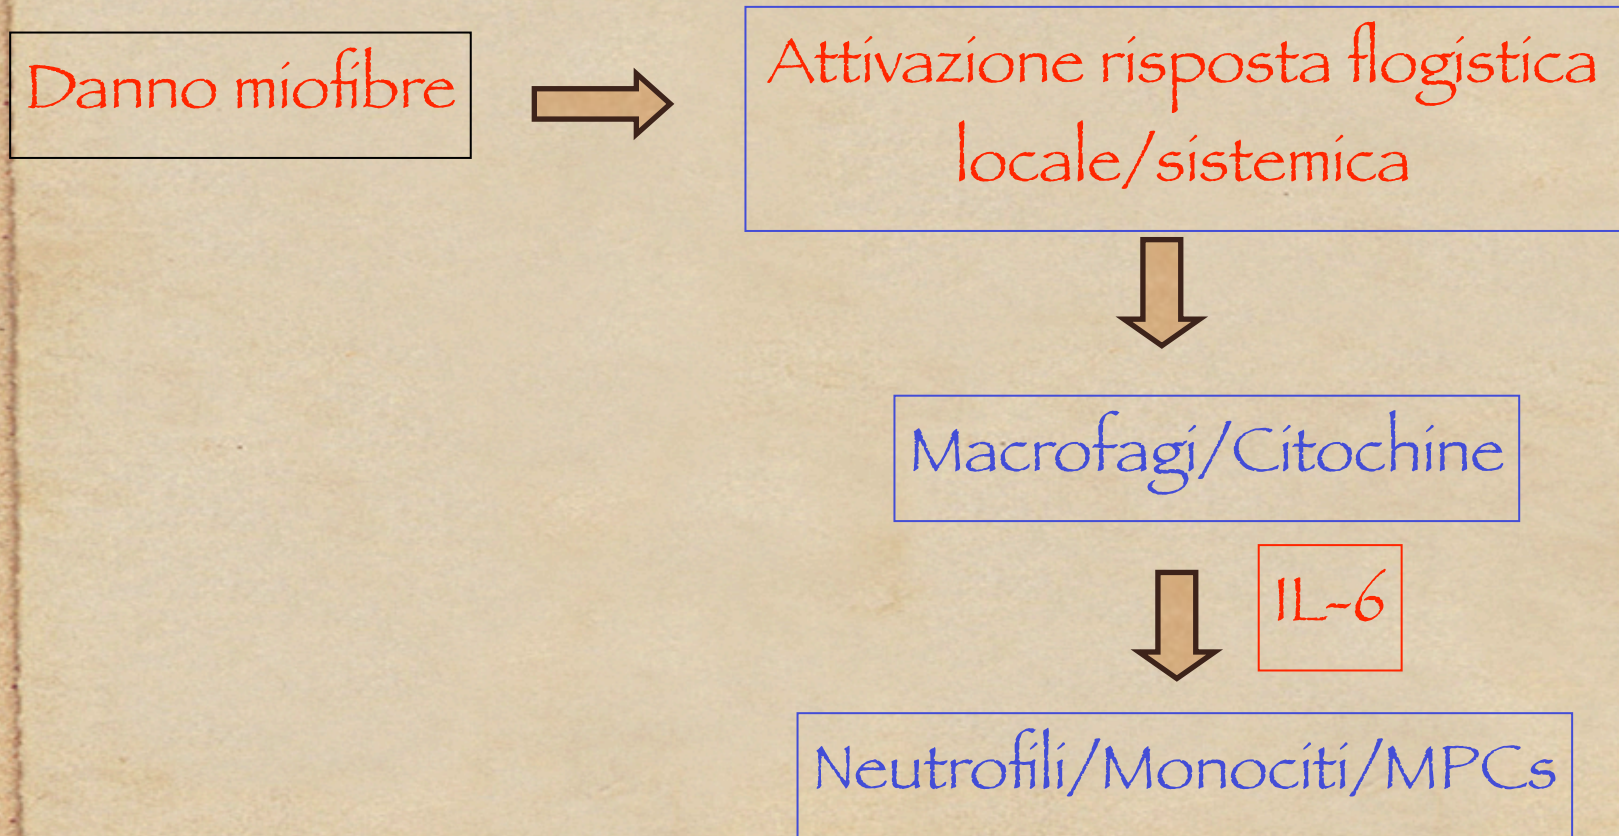 Danno miofibre
Attivazione risposta flogistica
locale/sistemica
Macrofagi/Citochine
IL-6
Neutrofili/Monociti/MPCs